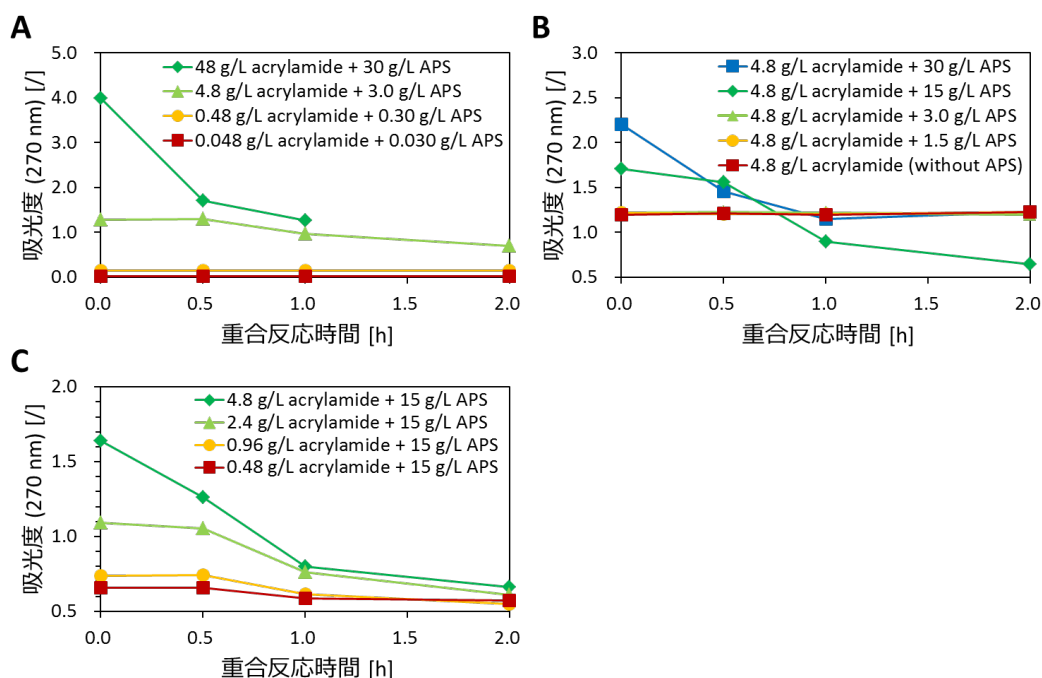 A
吸光度 (270 nm) [/]
5.0
4.0
3.0
2.0
1.0
0.0
48 g/L acrylamide + 30 g/L APS
4.8 g/L acrylamide + 3.0 g/L APS
0.48 g/L acrylamide + 0.30 g/L APS
0.048 g/L acrylamide + 0.030 g/L APS
0.0 0.5 1.0 1.5 2.0
重合反応時間 [h]
B
吸光度 (270 nm) [/]
3.0
2.5
2.0
1.5
1.0
0.5
4.8 g/L acrylamide + 30 g/L APS
4.8 g/L acrylamide + 15 g/L APS
4.8 g/L acrylamide + 3.0 g/L APS
4.8 g/L acrylamide + 1.5 g/L APS
4.8 g/L acrylamide (without APS)
0.0 0.5 1.0 1.5 2.0
重合反応時間 [h]
C
吸光度 (270 nm) [/]
2.0
1.5
1.0
0.5
4.8 g/L acrylamide + 15 g/L APS
2.4 g/L acrylamide + 15 g/L APS
0.96 g/L acrylamide + 15 g/L APS
0.48 g/L acrylamide + 15 g/L APS
0.0 0.5 1.0 1.5 2.0
重合反応時間 [h]